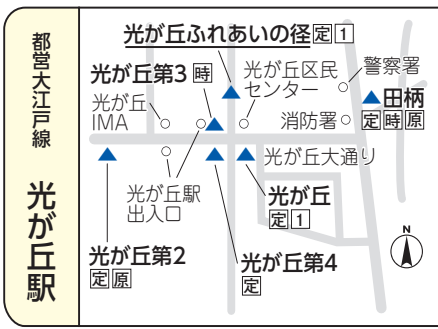 都営大江戸線
光が丘駅
光が丘ふれあいの径定1
光が丘第3時
光が丘区民
センター
警察署
田柄
定時原
光が丘
IMA
消防署
光が丘大通り
光が丘駅
出入口
光が丘
定1
光が丘第2
定原
光が丘第4
定
N